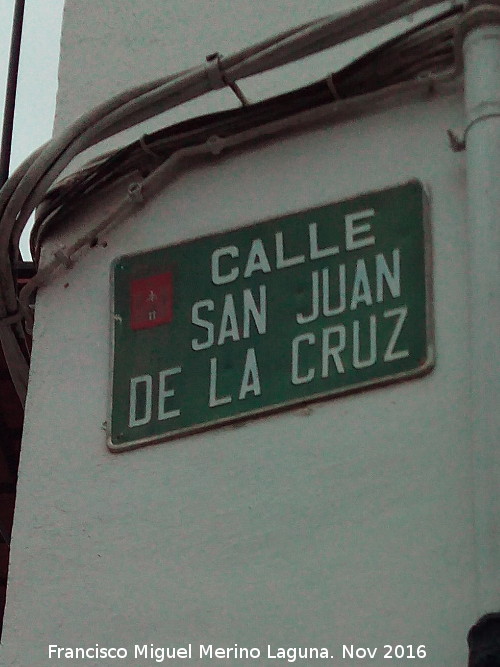 CALLE
SAN JUAN
DE LA CRUZ
Francisco Miguel Merino Laguna. Nov 2016